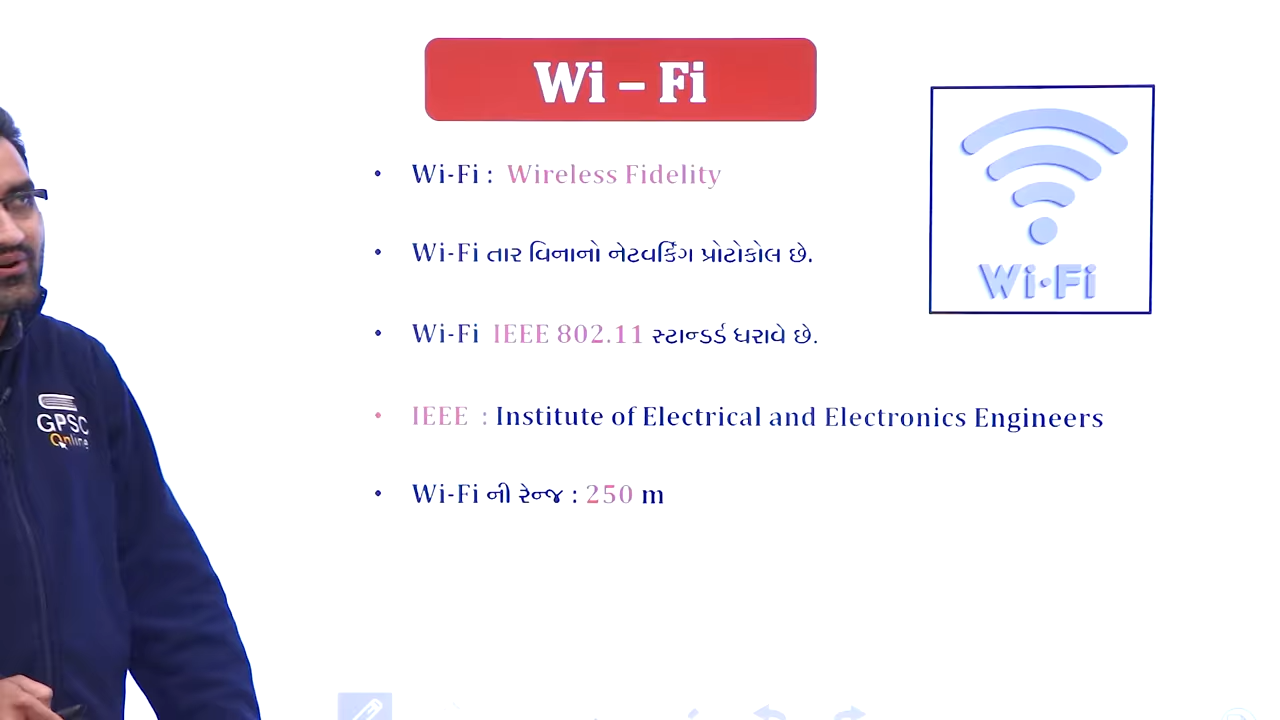 Wi – Fi
• Wi-Fi : Wireless Fidelity
• Wi-Fi તાર વિનાનો નેટવર્કિંગ પ્રોટોકોલ છે.
• Wi-Fi IEEE 802.11 સ્ટાન્ડર્ડ ધરાવે છે.
• IEEE : Institute of Electrical and Electronics Engineers
• Wi-Fi ની રેન્જ : 250 m
Wi•Fi
GPSC
Online